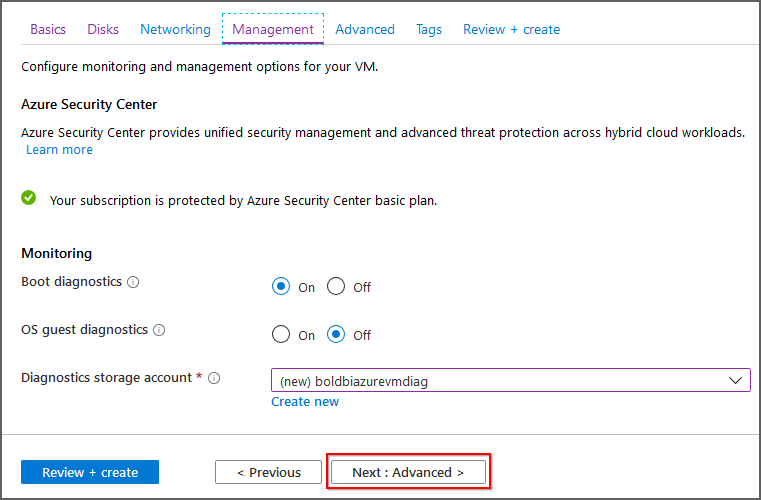 Basics Disks Networking Management Advanced Tags Review + create
Configure monitoring and management options for your VM.
Azure Security Center
Azure Security Center provides unified security management and advanced threat protection across hybrid cloud workloads.
Learn more
Your subscription is protected by Azure Security Center basic plan.
Monitoring
Boot diagnostics On Off
OS guest diagnostics On Off
Diagnostics storage account * (new) boldbiazurevmdiag
Create new
Review + create < Previous Next : Advanced >